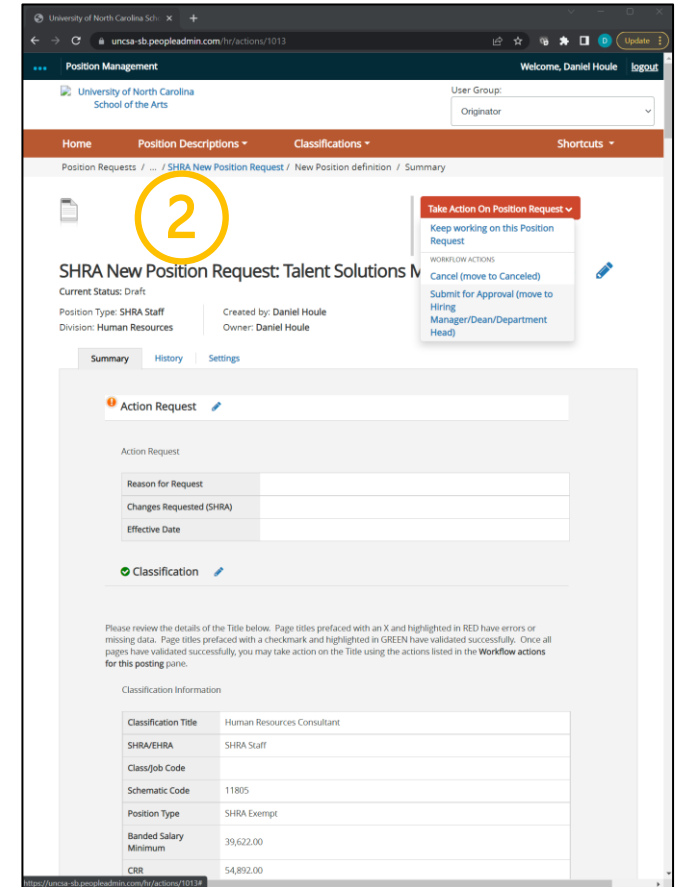 University of North Carolina Sch
uncsa-sb.peopleadmin.com/hr/actions/1013
Update
Position Management
Welcome, Daniel Houle logout
University of North Carolina
School of the Arts
User Group:
Originator
Home Position Descriptions Classifications Shortcuts
Position Requests / ... / SHRA New Position Request / New Position definition / Summary
2
Take Action On Position Request
Keep working on this Position
Request
WORKFLOW ACTIONS
Cancel (move to Canceled)
Submit for Approval (move to
Hiring
Manager/Dean/Department
Head)
SHRA New Position Request: Talent Solutions
Current Status: Draft
Position Type: SHRA Staff Created by: Daniel Houle
Division: Human Resources Owner: Daniel Houle
Summary History Settings
Action Request
Action Request
Reason for Request
Changes Requested (SHRA)
Effective Date
Classification
Please review the details of the Title below. Page titles prefaced with an X and highlighted in RED have errors or
missing data. Page titles prefaced with a checkmark and highlighted in GREEN have validated successfully. Once all
pages have validated successfully, you may take action on the Title using the actions listed in the Workflow actions
for this posting pane.
Classification Information
Classification Title Human Resources Consultant
SHRA/EHRA SHRA Staff
Class/Job Code
Schematic Code 11805
Position Type SHRA Exempt
Banded Salary
Minimum 39,622.00
CRR 54,892.00
https://uncsa-sb.peopleadmin.com/hr/actions/1013#